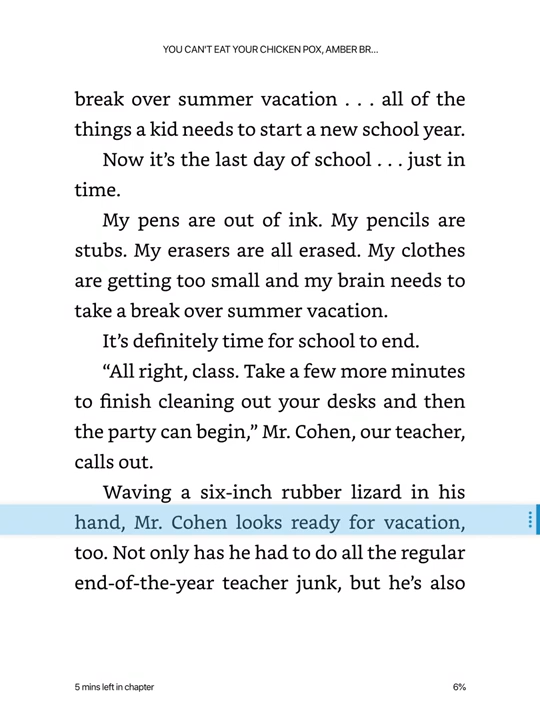 YOU CAN'T EAT YOUR CHICKEN POX, AMBER BR...
break over summer vacation . . . all of the
things a kid needs to start a new school year.
Now it's the last day of school . . . just in
time.
My pens are out of ink. My pencils are
stubs. My erasers are all erased. My clothes
are getting too small and my brain needs to
take a break over summer vacation.
It's definitely time for school to end.
“All right, class. Take a few more minutes
to finish cleaning out your desks and then
the party can begin,” Mr. Cohen, our teacher,
calls out.
Waving a six-inch rubber lizard in his
hand, Mr. Cohen looks ready for vacation,
too. Not only has he had to do all the regular
end-of-the-year teacher junk, but he's also
5 mins left in chapter
6%